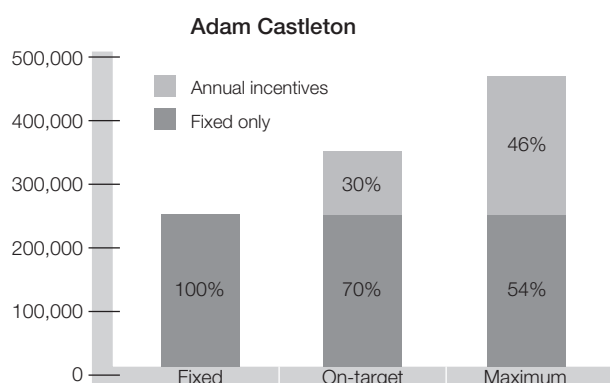 Adam Castleton
500,000
Annual incentives
400,000
Fixed only
46%
300,000
30%
200,000
100%
70%
54%
100,000
0
Fixed
On-target
Maximum